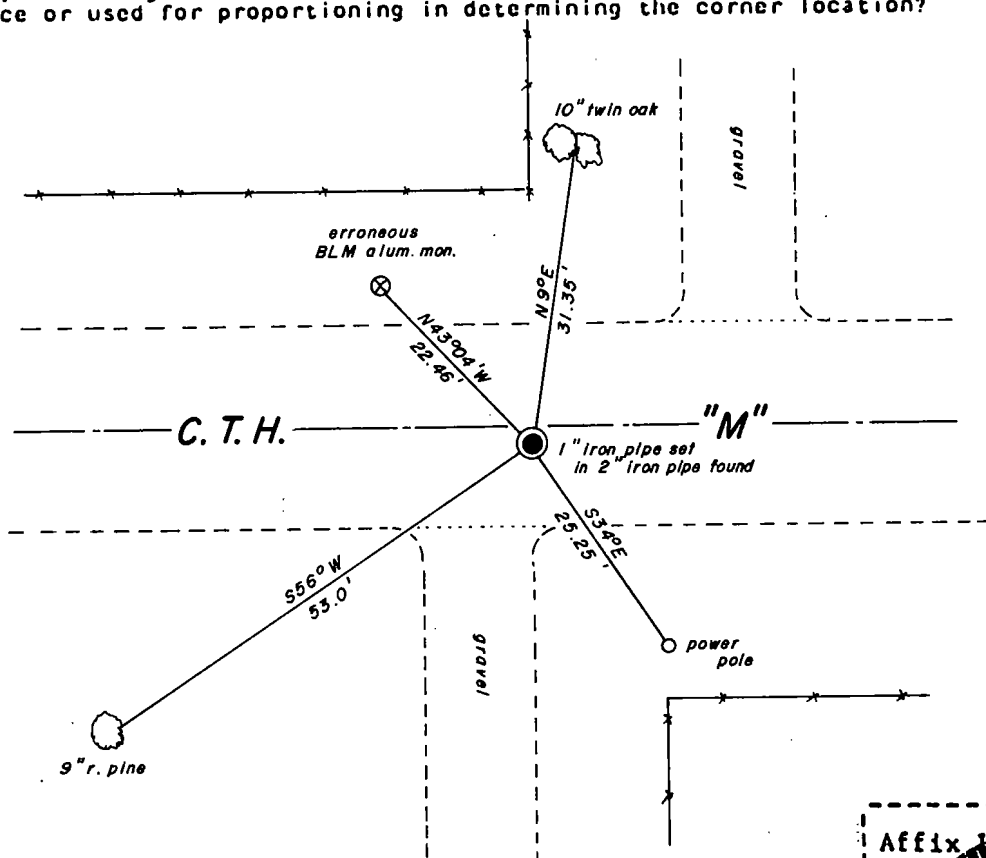 ce or used for proportioning in determining the corner location?
10" twin oak
gravel
erroneous
BLM alum. mon.
N9°E
31.35'
N43°04'W
22.46'
C. T. H.
"M"
1" iron pipe set
in 2" iron pipe found
S34°E
25.25'
S56°W
53.0'
gravel
power
pole
9" r. pine
Affix